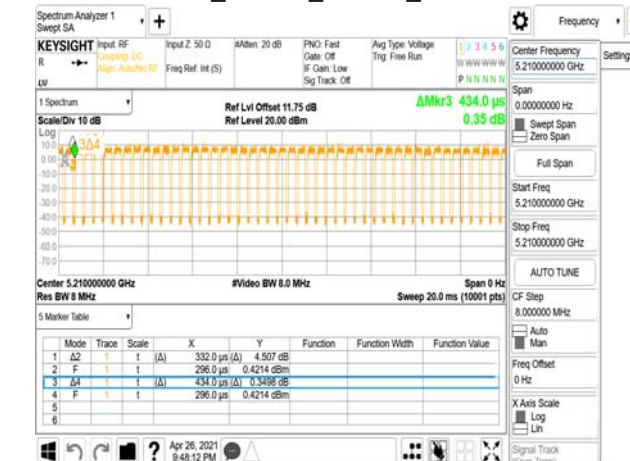 Spectrum Analyzer 1
Swept SA
+
Frequency
KEYSIGHT
Input: RF
Coupling: DC
Align: Auto/No RF
Input Z: 50 Ω
Freq Ref: Int (S)
#Atten: 20 dB
PNO: Fast
Gate: Off
IF Gain: Low
Sig Track: Off
Avg Type: Voltage
Trig: Free Run
1 2 3 4 5 6
W W W W W W
P N N N N N
R
LVI
Center Frequency
5.210000000 GHz
Settings
Span
0.00000000 Hz
Swept Span
Zero Span
Full Span
Start Freq
5.210000000 GHz
Stop Freq
5.210000000 GHz
AUTO TUNE
CF Step
8.000000 MHz
Auto
Man
Freq Offset
0 Hz
X Axis Scale
Log
Lin
Signal Track
1 Spectrum
Scale/Div 10 dB
Ref Lvl Offset 11.75 dB
Ref Level 20.00 dBm
ΔMkr3 434.0 µs
0.35 dB
Log
10.0
0.00
-10.0
-20.0
-30.0
-40.0
-50.0
-60.0
-70.0
3Δ4
Center 5.210000000 GHz
Res BW 8 MHz
#Video BW 8.0 MHz
Span 0 Hz
Sweep 20.0 ms (10001 pts)
5 Marker Table
Mode Trace Scale X Y Function Function Width Function Value
1 Δ2 1 t (Δ) 332.0 µs (Δ) 4.507 dB
2 F 1 t 296.0 µs 0.4214 dBm
3 Δ4 1 t (Δ) 434.0 µs (Δ) 0.3498 dB
4 F 1 t 296.0 µs 0.4214 dBm
5
6
?
Apr 26, 2021
9:48:12 PM